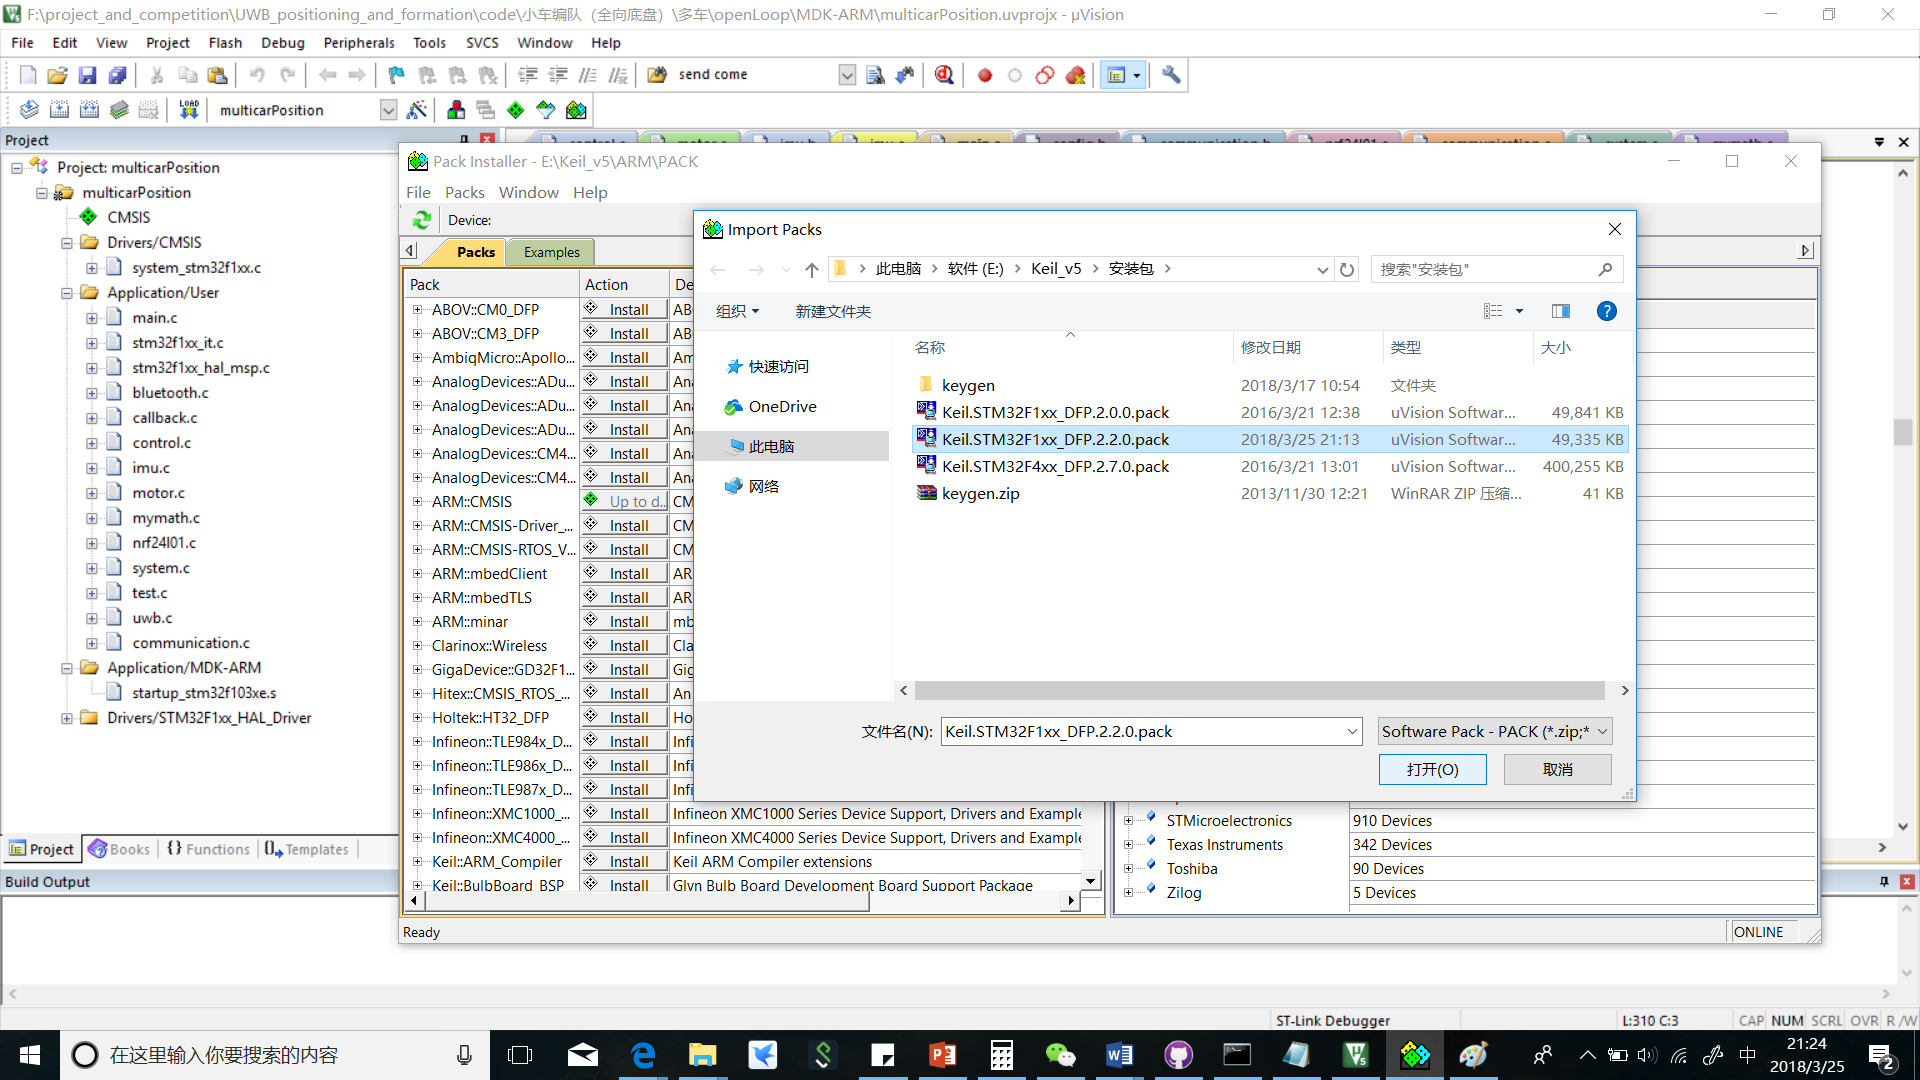 F:\project_and_competition\UWB_positioning_and_formation\code\小车编队（全向底盘）\多车\openLoop\MDK-ARM\multicarPosition.uvprojx - µVision
File Edit View Project Flash Debug Peripherals Tools SVCS Window Help
send come
LOAD
multicarPosition
Project
Project: multicarPosition
multicarPosition
CMSIS
Drivers/CMSIS
system_stm32f1xx.c
Application/User
main.c
stm32f1xx_it.c
stm32f1xx_hal_msp.c
bluetooth.c
callback.c
control.c
imu.c
motor.c
mymath.c
nrf24l01.c
system.c
test.c
uwb.c
communication.c
Application/MDK-ARM
startup_stm32f103xe.s
Drivers/STM32F1xx_HAL_Driver
Project Books Functions Templates
Build Output
Pack Installer - E:\Keil_v5\ARM\PACK
File Packs Window Help
Device:
Packs Examples
Pack Action De
ABOV::CM0_DFP Install AB
ABOV::CM3_DFP Install AB
AmbiqMicro::Apollo... Install Am
AnalogDevices::ADu... Install Ana
AnalogDevices::ADu... Install Ana
AnalogDevices::ADu... Install Ana
AnalogDevices::CM4... Install Ana
AnalogDevices::CM4... Install Ana
ARM::CMSIS Up to d.. CM
ARM::CMSIS-Driver_... Install CM
ARM::CMSIS-RTOS_V... Install CM
ARM::mbedClient Install AR
ARM::mbedTLS Install AR
ARM::minar Install mb
Clarinox::Wireless Install Cla
GigaDevice::GD32F1... Install Gig
Hitex::CMSIS_RTOS_... Install An
Holtek::HT32_DFP Install Ho
Infineon::TLE984x_D... Install Infi
Infineon::TLE986x_D... Install Infi
Infineon::TLE987x_D... Install Infi
Infineon::XMC1000_... Install Infineon XMC1000 Series Device Support, Drivers and Example
Infineon::XMC4000_... Install Infineon XMC4000 Series Device Support, Drivers and Example
Keil::ARM_Compiler Install Keil ARM Compiler extensions
Keil::BulbBoard_BSP Install Glyn Bulb Board Development Board Support Package
STMicroelectronics 910 Devices
Texas Instruments 342 Devices
Toshiba 90 Devices
Zilog 5 Devices
Ready
ONLINE
Import Packs
此电脑 软件 (E:) Keil_v5 安装包
搜索"安装包"
组织 新建文件夹
快速访问
OneDrive
此电脑
网络
名称 修改日期 类型 大小
keygen 2018/3/17 10:54 文件夹
Keil.STM32F1xx_DFP.2.0.0.pack 2016/3/21 12:38 uVision Softwar... 49,841 KB
Keil.STM32F1xx_DFP.2.2.0.pack 2018/3/25 21:13 uVision Softwar... 49,335 KB
Keil.STM32F4xx_DFP.2.7.0.pack 2016/3/21 13:01 uVision Softwar... 400,255 KB
keygen.zip 2013/11/30 12:21 WinRAR ZIP 压缩... 41 KB
文件名(N): Keil.STM32F1xx_DFP.2.2.0.pack
Software Pack - PACK (*.zip;*
打开(O) 取消
ST-Link Debugger
L:310 C:3
CAP NUM SCRL OVR R /W
在这里输入你要搜索的内容
中
21:24
2018/3/25
2